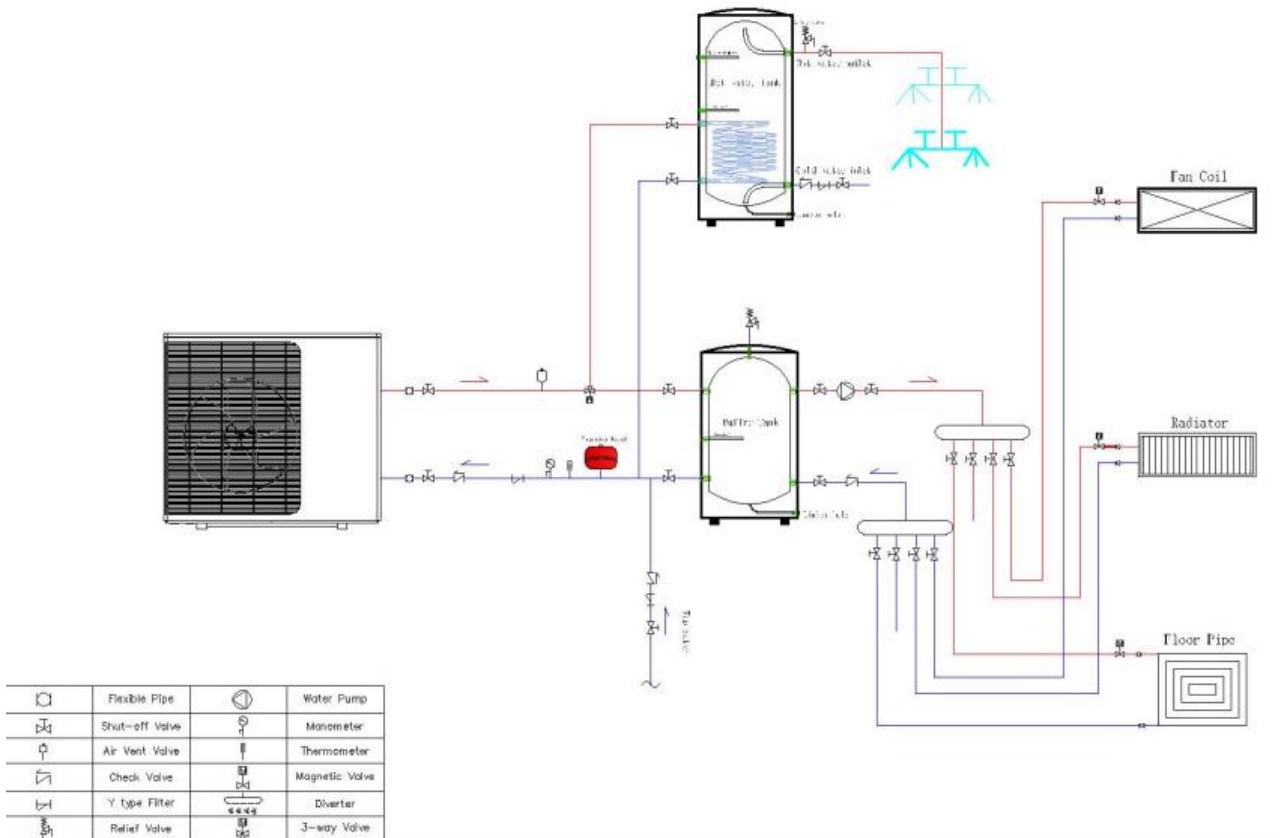 Hot water tank
Hot water outlet
Cold water inlet
Fan Coil
Buffer tank
Radiator
Floor Pipe
Flexible Pipe
Water Pump
Shut-off Valve
Manometer
Air Vent Valve
Thermometer
Check Valve
Magnetic Valve
Y type Filter
Diverter
Relief Valve
3-way Valve